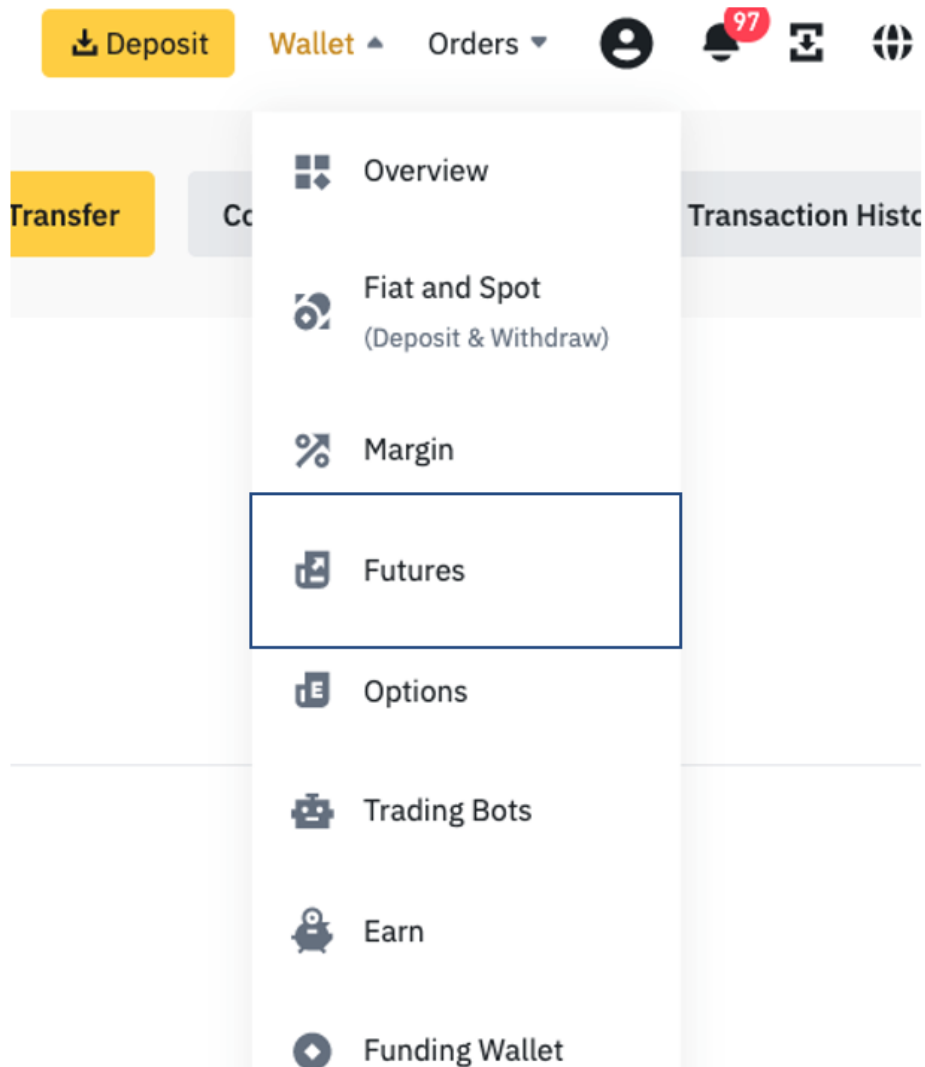 Deposit
Wallet
Orders
97
Overview
Transfer
Transaction
Fiat and Spot
(Deposit & Withdraw)
Margin
Futures
Options
E
Trading Bots
Earn
Funding Wallet